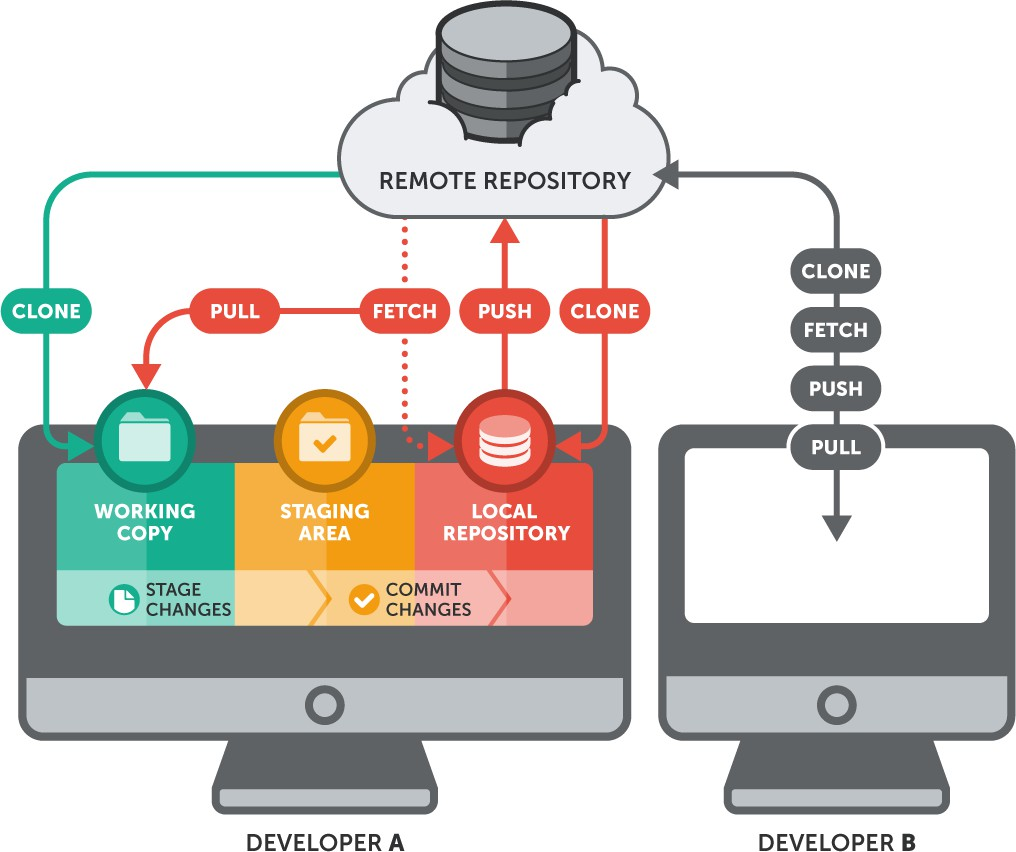 REMOTE REPOSITORY
CLONE
PULL
FETCH
PUSH
CLONE
CLONE
FETCH
PUSH
PULL
WORKING
COPY
STAGING
AREA
LOCAL
REPOSITORY
STAGE
CHANGES
COMMIT
CHANGES
DEVELOPER A
DEVELOPER B